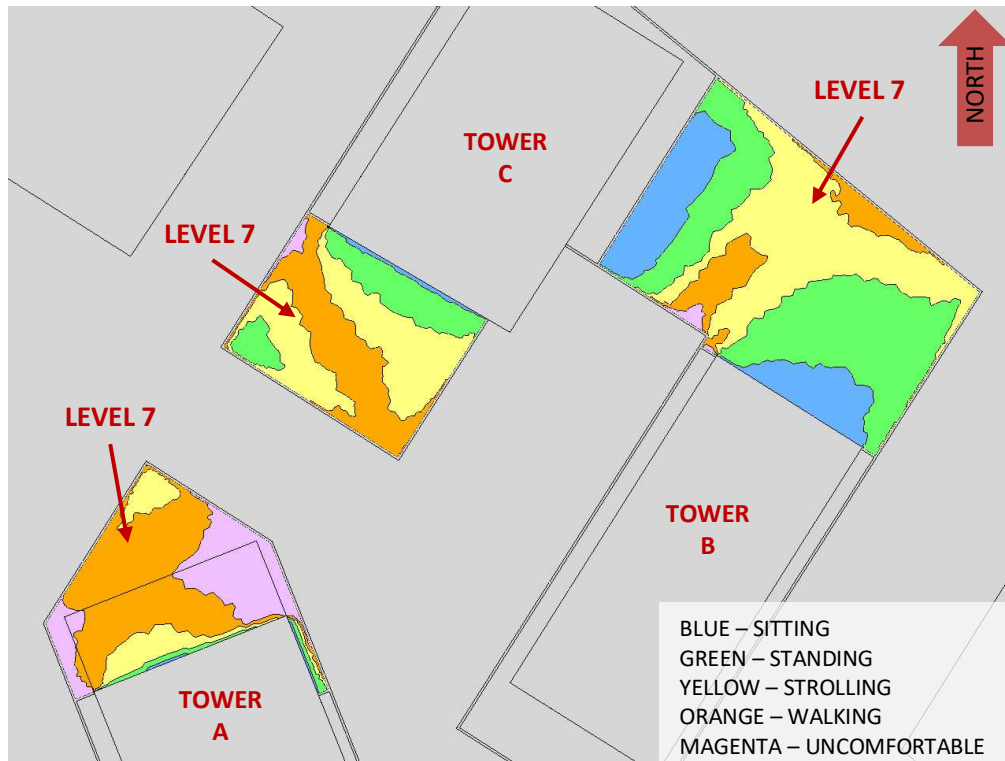 NORTH
LEVEL 7
TOWER
C
LEVEL 7
LEVEL 7
TOWER
B
TOWER
A
BLUE – SITTING
GREEN – STANDING
YELLOW – STROLLING
ORANGE – WALKING
MAGENTA – UNCOMFORTABLE